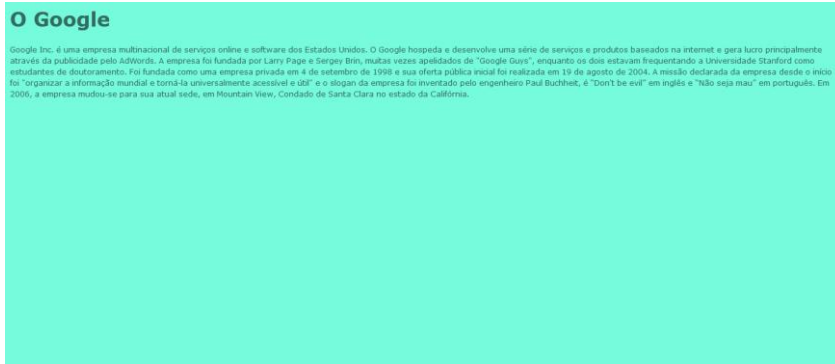 O Google
Google Inc. é uma empresa multinacional de serviços online e software dos Estados Unidos. O Google hospeda e desenvolve uma série de serviços e produtos baseados na internet e gera lucro principalmente
através da publicidade pelo AdWords. A empresa foi fundada por Larry Page e Sergey Brin, muitas vezes apelidados de "Google Guys", enquanto os dois estavam frequentando a Universidade Stanford como
estudantes de doutoramento. Foi fundada como uma empresa privada em 4 de setembro de 1998 e sua oferta pública inicial foi realizada em 19 de agosto de 2004. A missão declarada da empresa desde o início
foi "organizar a informação mundial e torná-la universalmente acessível e útil" e o slogan da empresa foi inventado pelo engenheiro Paul Buchheit, é "Don't be evil" em inglês e "Não seja mau" em português. Em
2006, a empresa mudou-se para sua atual sede, em Mountain View, Condado de Santa Clara no estado da Califórnia.